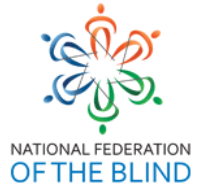 NATIONAL FEDERATION
OF THE BLIND